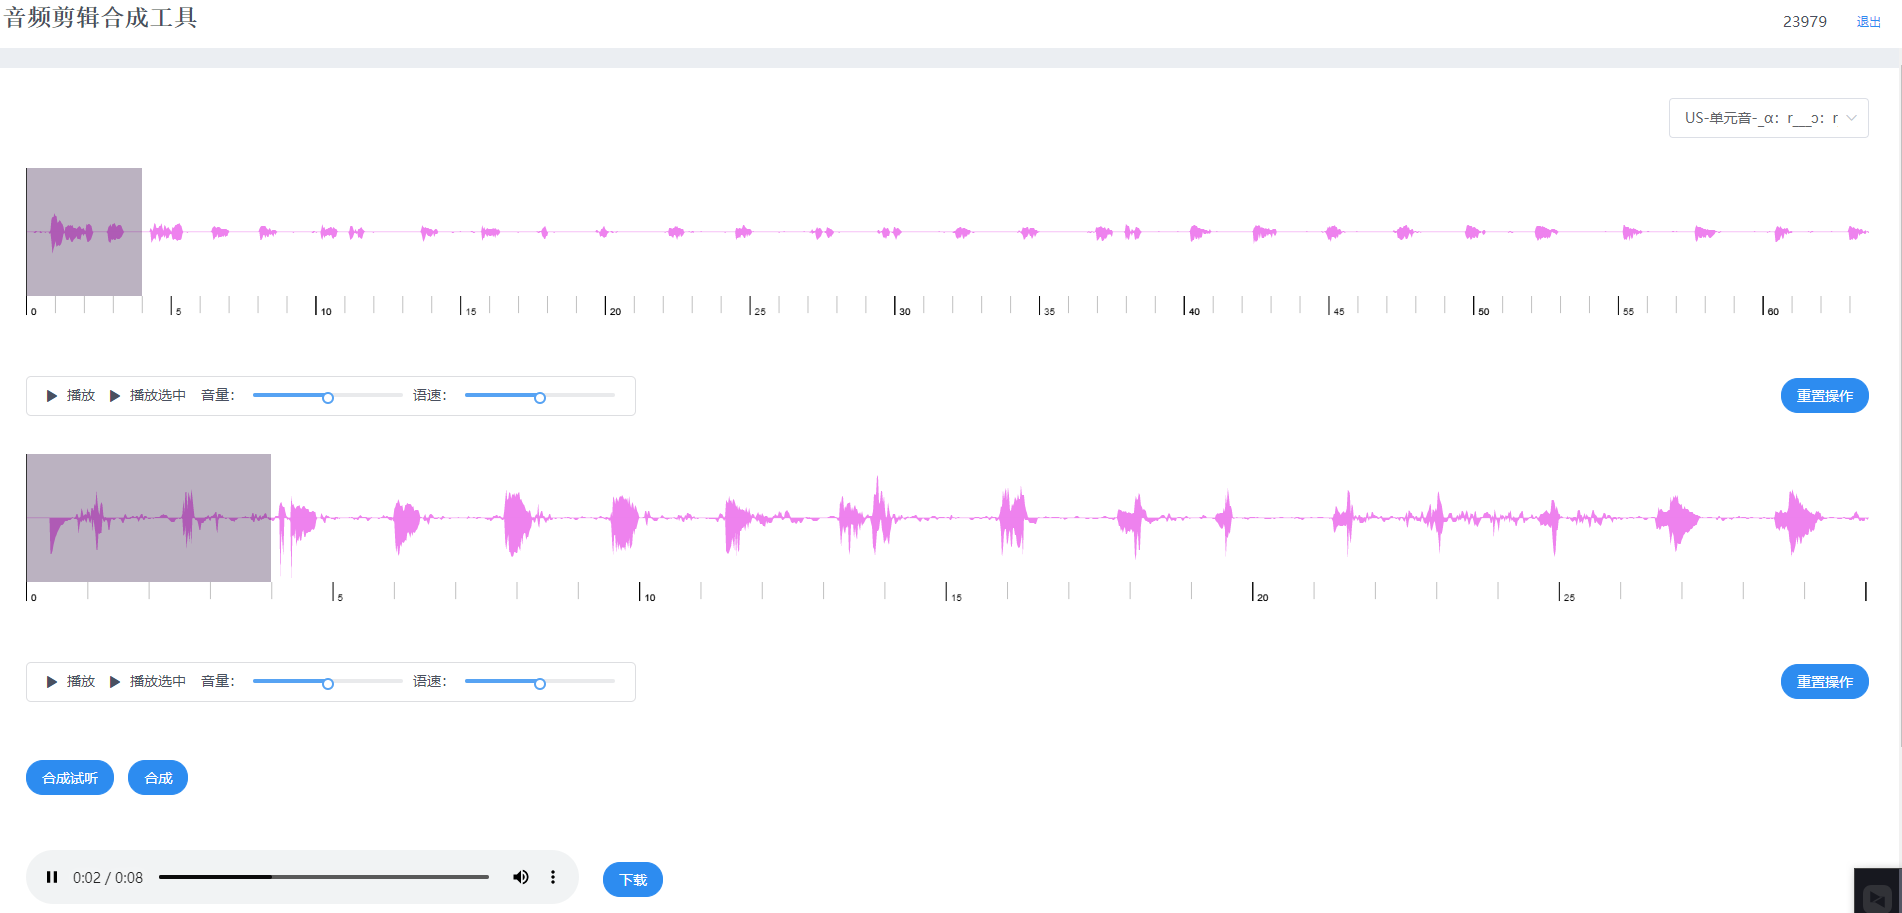 音频剪辑合成工具
23979 退出
US-单元音-_ɑ：r___ɔ：r
0 5 10 15 20 25 30 35 40 45 50 55 60
播放 播放选中 音量： 语速：
重置操作
0 5 10 15 20 25
播放 播放选中 音量： 语速：
重置操作
合成试听 合成
0:02 / 0:08
下载